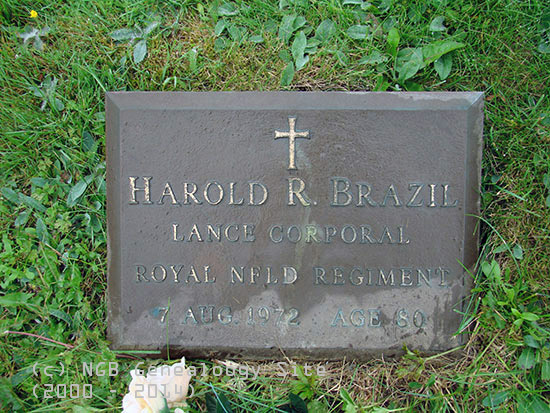 HAROLD R. BRAZIL
LANCE CORPORAL
ROYAL NFLD REGIMENT
7 AUG. 1972 AGE 80
(c) NGB Genealogy Site
(2000 - 2014)